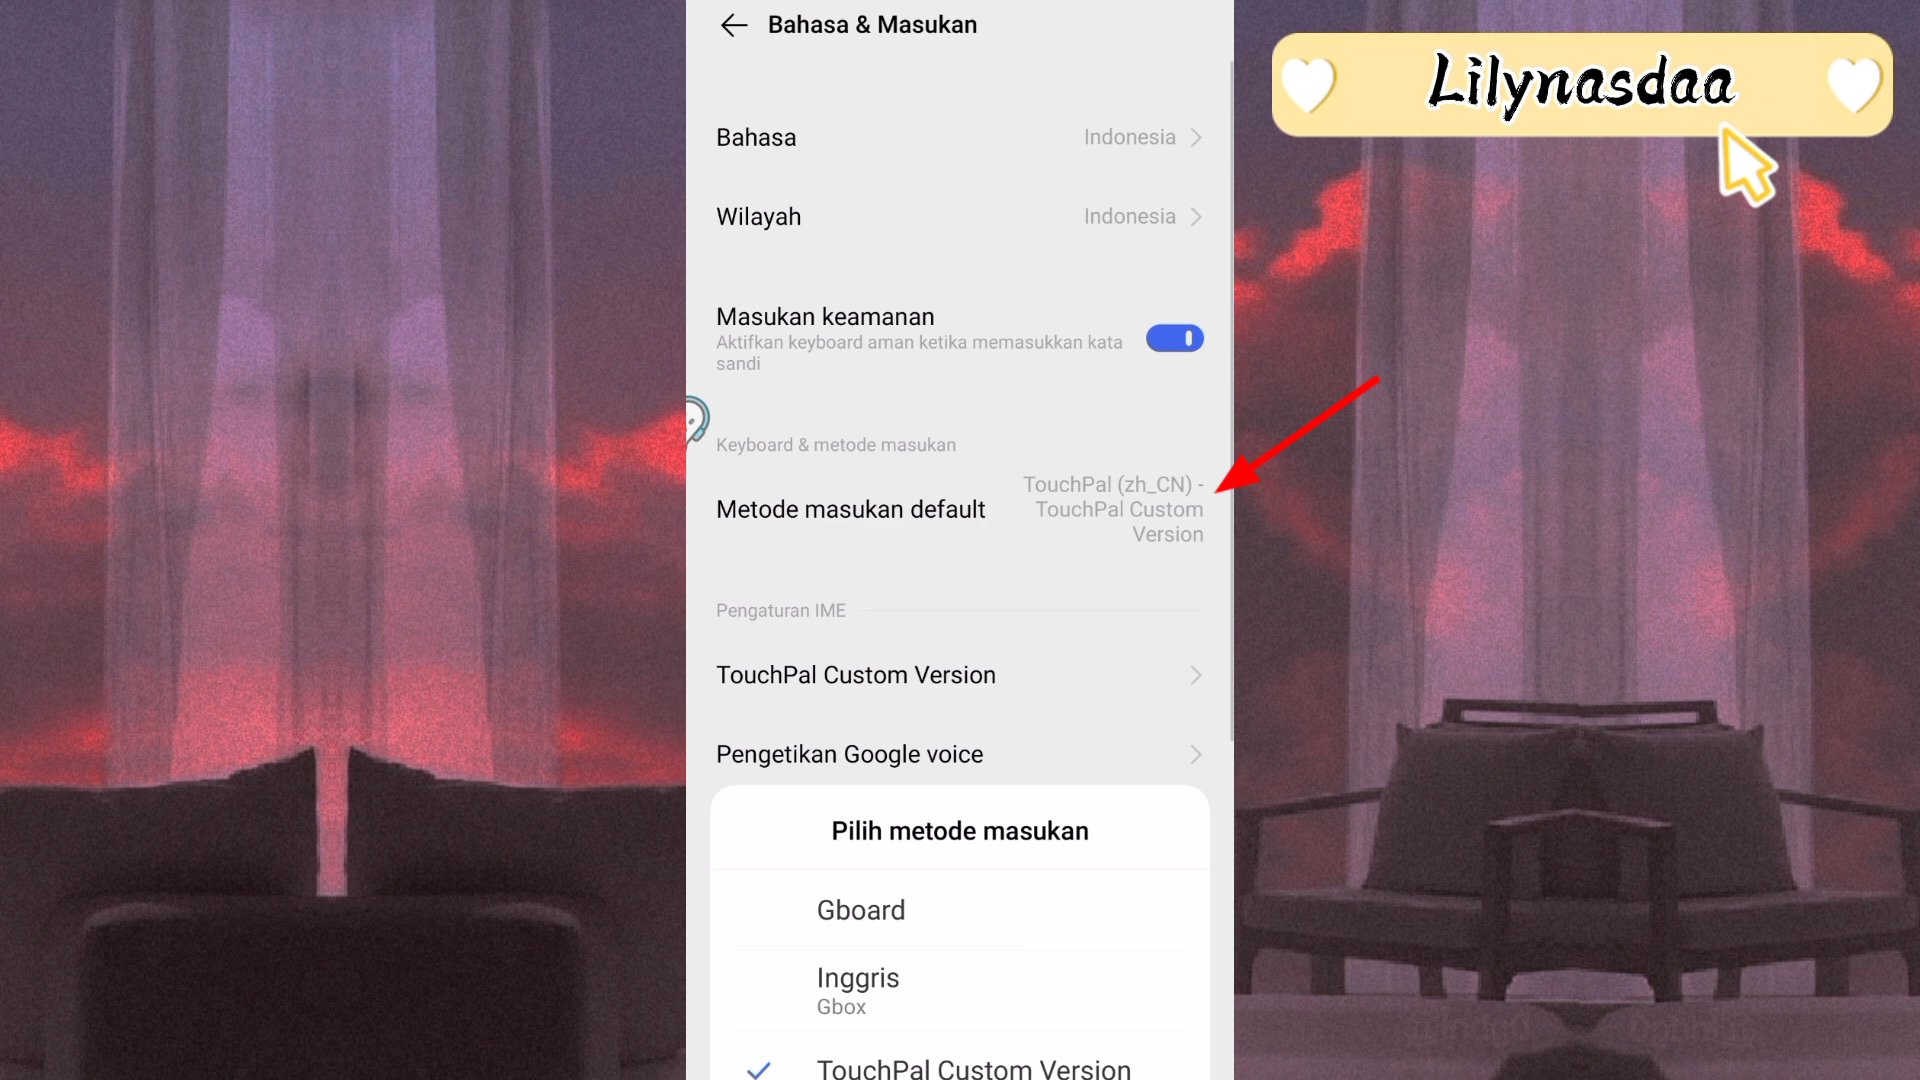 Bahasa & Masukan
Lilynasdaa
Bahasa
Indonesia
Wilayah
Indonesia
Masukan keamanan
Aktifkan keyboard aman ketika memasukkan kata
sandi
Keyboard & metode masukan
Metode masukan default
TouchPal (zh_CN) -
TouchPal Custom
Version
Pengaturan IME
TouchPal Custom Version
Pengetikan Google voice
Pilih metode masukan
Gboard
Inggris
Gbox
TouchPal Custom Version